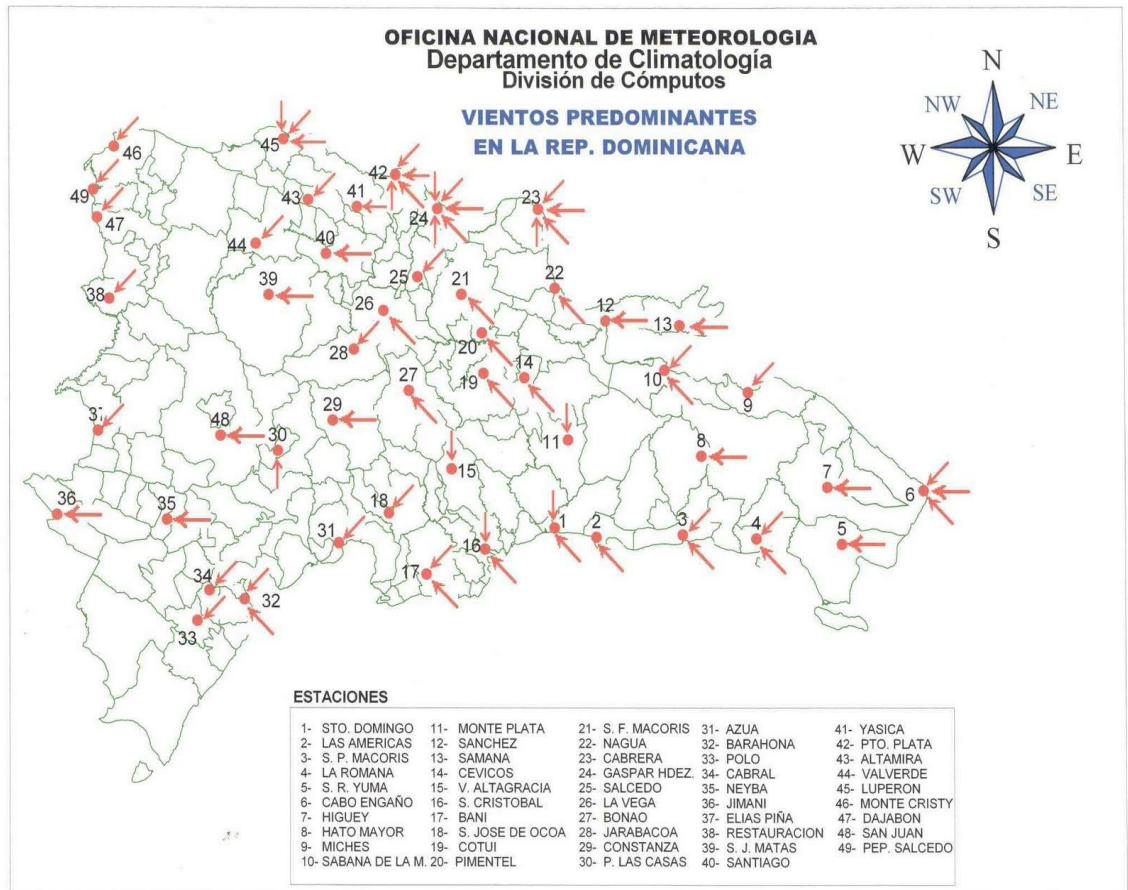 OFICINA NACIONAL DE METEOROLOGIA
Departamento de Climatología
División de Cómputos
VIENTOS PREDOMINANTES
EN LA REP. DOMINICANA
N
NW NE
W E
SW SE
S
46
45
49
47
43
41
42
24
23
44
40
25
39
21
22
38
26
12
13
28
20
27
19
14
10
9
37
48
29
30
11
8
15
7
6
36
35
18
31
16
1
2
3
4
5
17
34
32
33
ESTACIONES
1- STO. DOMINGO 11- MONTE PLATA 21- S. F. MACORIS 31- AZUA 41- YASICA
2- LAS AMERICAS 12- SANCHEZ 22- NAGUA 32- BARAHONA 42- PTO. PLATA
3- S. P. MACORIS 13- SAMANA 23- CABRERA 33- POLO 43- ALTAMIRA
4- LA ROMANA 14- CEVICOS 24- GASPAR HDEZ. 34- CABRAL 44- VALVERDE
5- S. R. YUMA 15- V. ALTAGRACIA 25- SALCEDO 35- NEYBA 45- LUPERON
6- CABO ENGAÑO 16- S. CRISTOBAL 26- LA VEGA 36- JIMANI 46- MONTE CRISTY
7- HIGUEY 17- BANI 27- BONAO 37- ELIAS PIÑA 47- DAJABON
8- HATO MAYOR 18- S. JOSE DE OCOA 28- JARABACOA 38- RESTAURACION 48- SAN JUAN
9- MICHES 19- COTUI 29- CONSTANZA 39- S. J. MATAS 49- PEP. SALCEDO
10- SABANA DE LA M. 20- PIMENTEL 30- P. LAS CASAS 40- SANTIAGO